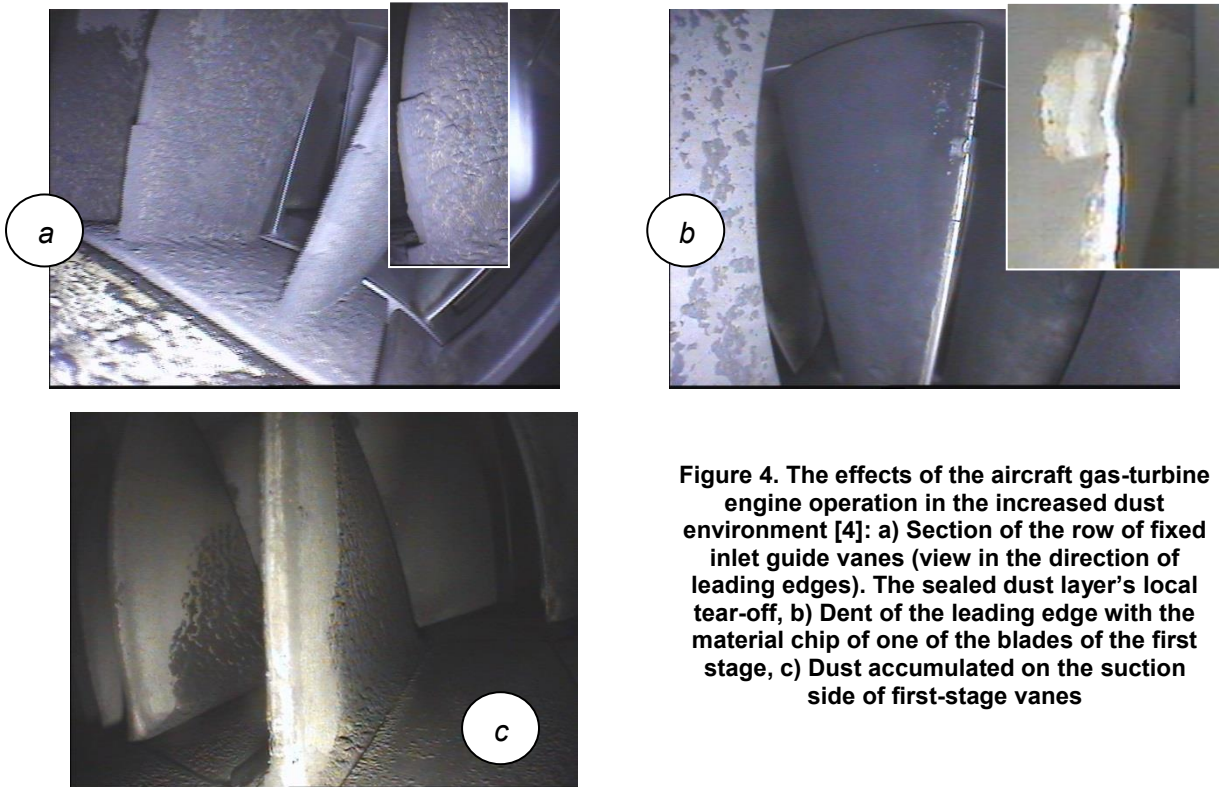 a
b
c
Figure 4. The effects of the aircraft gas-turbine
engine operation in the increased dust
environment [4]: a) Section of the row of fixed
inlet guide vanes (view in the direction of
leading edges). The sealed dust layer's local
tear-off, b) Dent of the leading edge with the
material chip of one of the blades of the first
stage, c) Dust accumulated on the suction
side of first-stage vanes